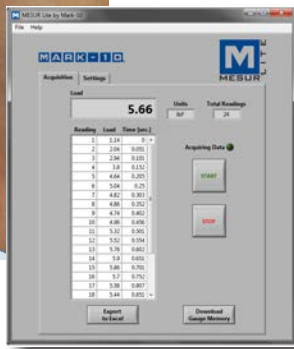 MESUR Lite by Mark-10
File Help
MARK-10
M LITE
MESUR
Acquisition Settings
Load
5.66
Units
lbf
Total Readings
24
Reading Load Time [sec.]
1 1.14 0
2 2.04 0.051
3 2.94 0.101
4 3.8 0.152
5 4.64 0.205
6 5.04 0.25
7 4.82 0.303
8 4.86 0.352
9 4.74 0.402
10 4.96 0.456
11 5.32 0.501
12 5.52 0.554
13 5.76 0.602
14 5.9 0.651
15 5.86 0.701
16 5.7 0.752
17 5.58 0.807
18 5.44 0.851
Acquiring Data
START
STOP
Export to Excel
Download Gauge Memory